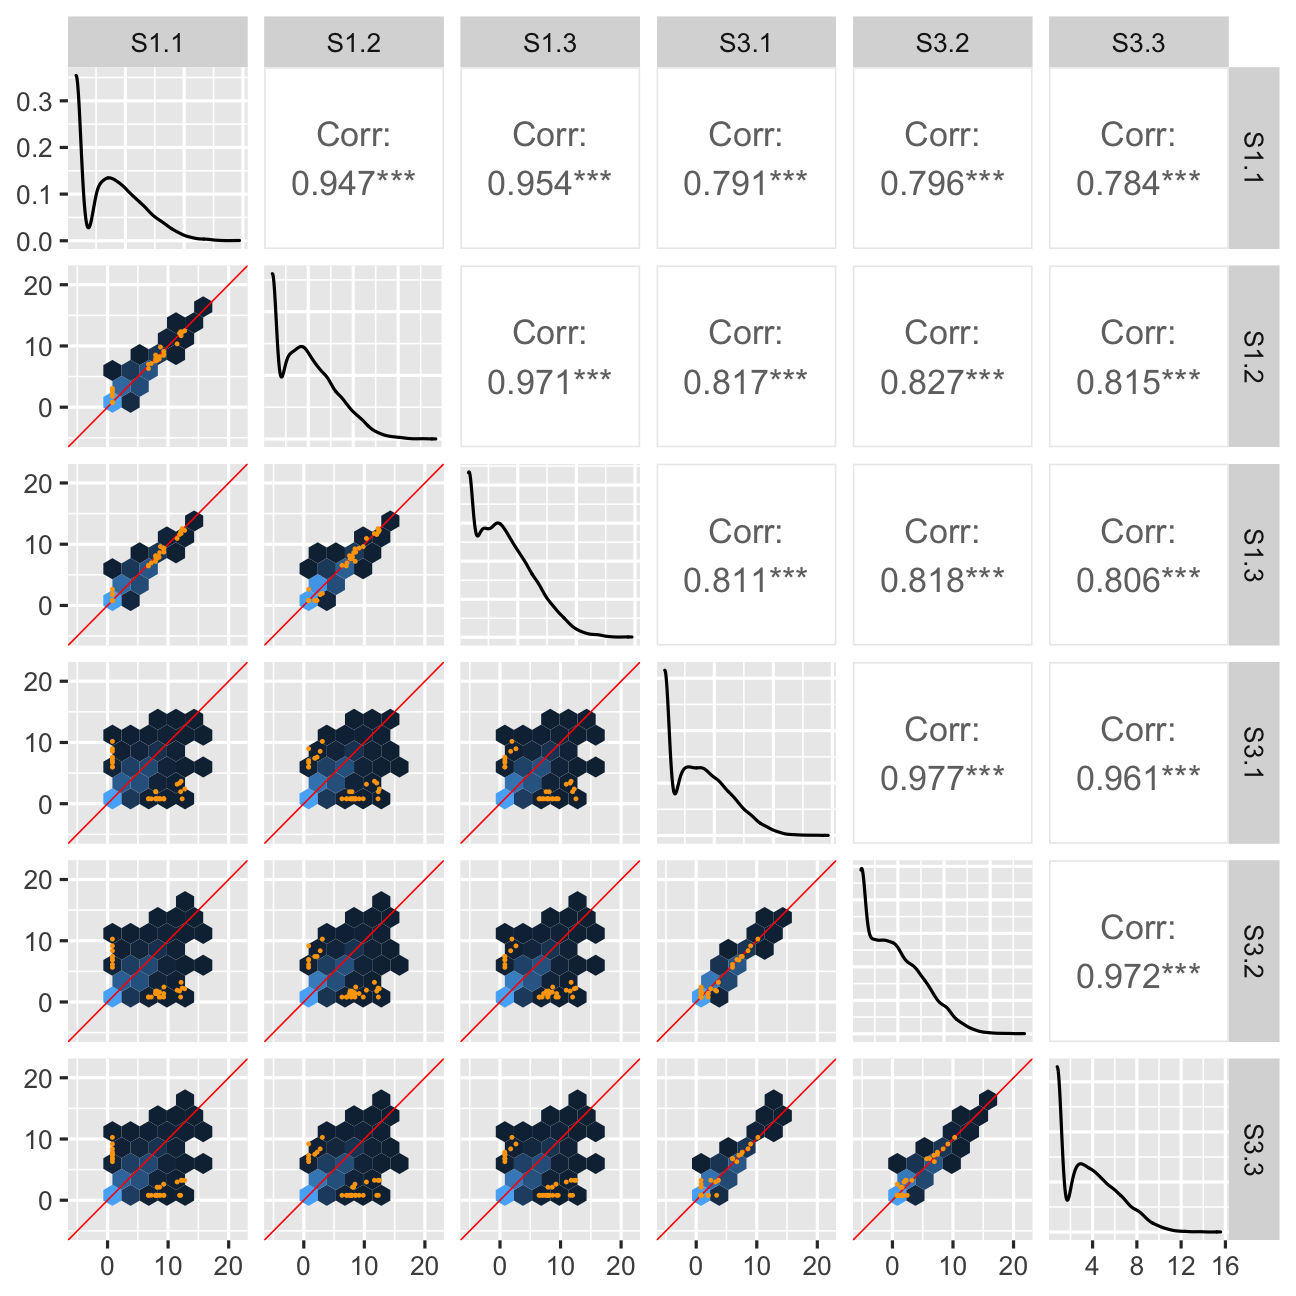 S1.1 S1.2 S1.3 S3.1 S3.2 S3.3
0.3
0.2
0.1
0.0
Corr:
0.947***
Corr:
0.954***
Corr:
0.791***
Corr:
0.796***
Corr:
0.784***
S1.1
20
10
0
Corr:
0.971***
Corr:
0.817***
Corr:
0.827***
Corr:
0.815***
S1.2
20
10
0
Corr:
0.811***
Corr:
0.818***
Corr:
0.806***
S1.3
20
10
0
Corr:
0.977***
Corr:
0.961***
S3.1
20
10
0
Corr:
0.972***
S3.2
20
10
0
S3.3
0 10 20 0 10 20 0 10 20 0 10 20 0 10 20 4 8 12 16